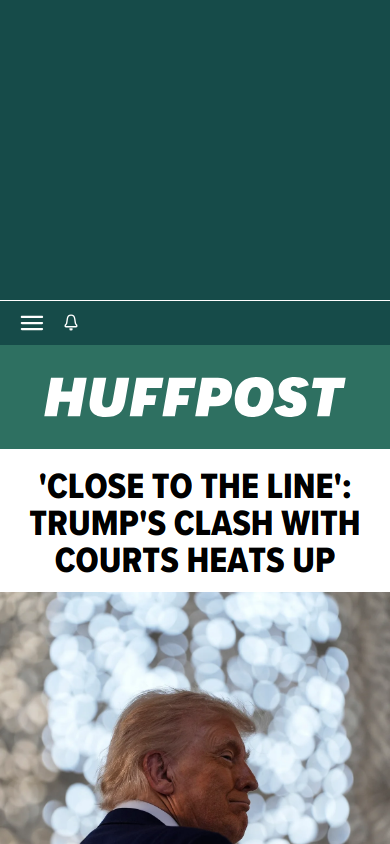 HUFFPOST
'CLOSE TO THE LINE':
TRUMP'S CLASH WITH
COURTS HEATS UP